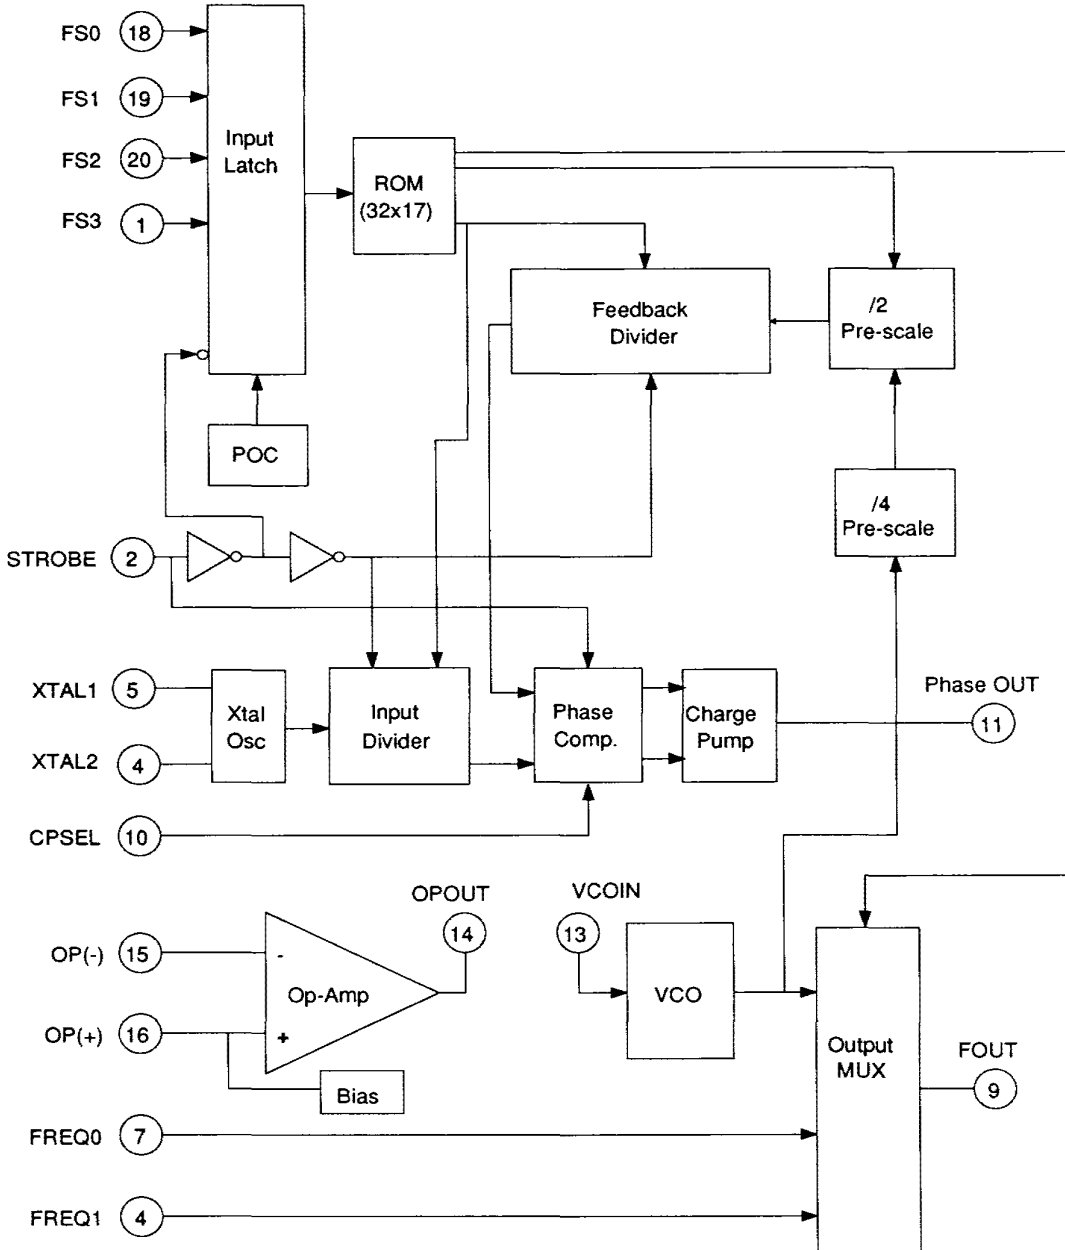 FS0 18
FS1 19
FS2 20
FS3 1
Input
Latch
ROM
(32x17)
Feedback
Divider
/2
Pre-scale
POC
/4
Pre-scale
STROBE 2
XTAL1 5
XTAL2 4
Xtal
Osc
Input
Divider
Phase
Comp.
Charge
Pump
Phase OUT
11
CPSEL 10
OPOUT
14
VCOIN
13
OP(-) 15
-
Op-Amp
OP(+) 16
+
Bias
VCO
Output
MUX
FOUT
9
FREQ0 7
FREQ1 4